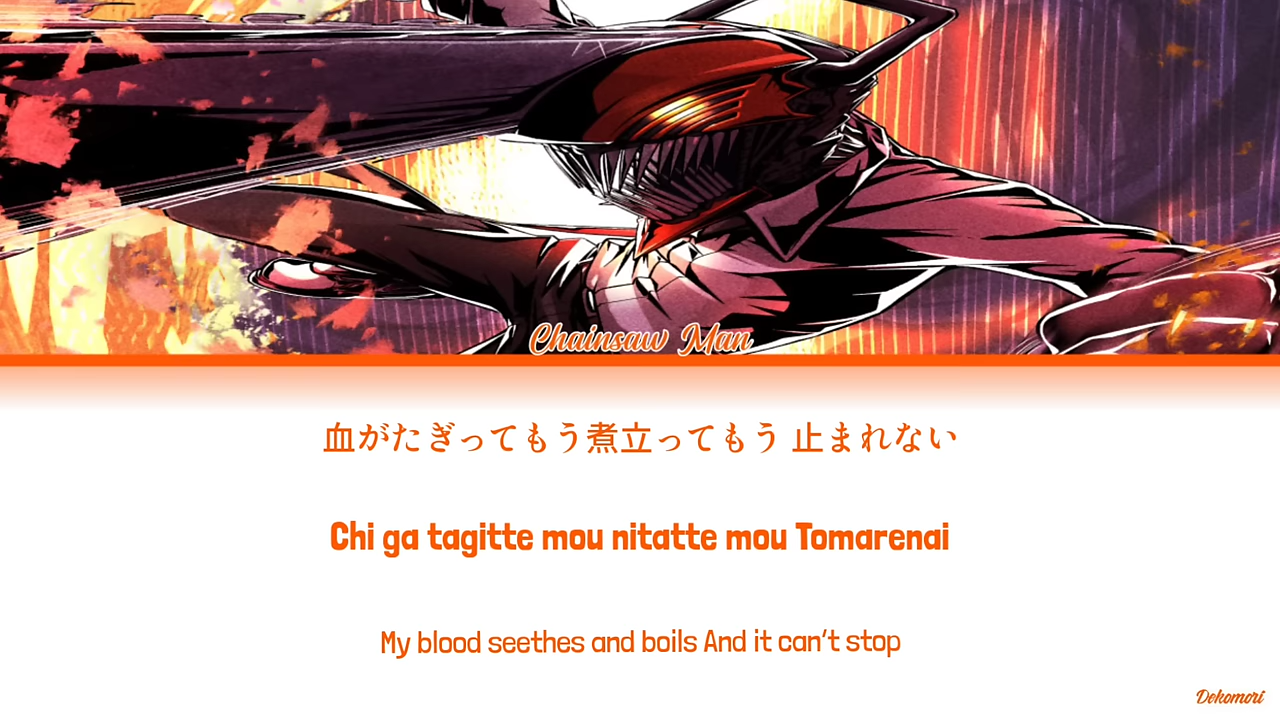 Chainsaw Man
血がたぎってもう煮立ってもう 止まれない
Chi ga tagitte mou nitatte mou Tomarenai
My blood seethes and boils And it can't stop
Dekomori